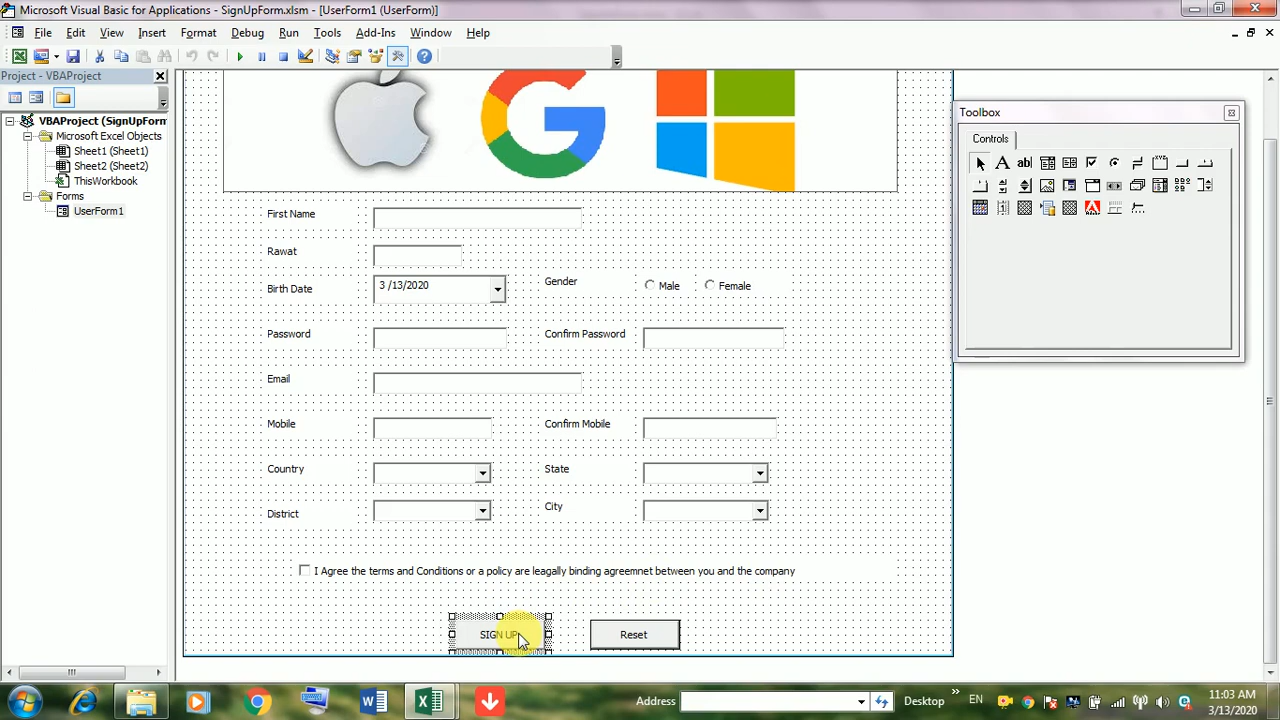 Microsoft Visual Basic for Applications - SignUpForm.xlsm - [UserForm1 (UserForm)]
File Edit View Insert Format Debug Run Tools Add-Ins Window Help
Project - VBAProject
VBAProject (SignUpForm
Microsoft Excel Objects
Sheet1 (Sheet1)
Sheet2 (Sheet2)
ThisWorkbook
Forms
UserForm1
Toolbox
Controls
First Name
Rawat
Birth Date 3 /13/2020 Gender Male Female
Password Confirm Password
Email
Mobile Confirm Mobile
Country State
District City
I Agree the terms and Conditions or a policy are leagally binding agreemnet between you and the company
SIGN UP Reset
Address Desktop EN 11:03 AM
3/13/2020